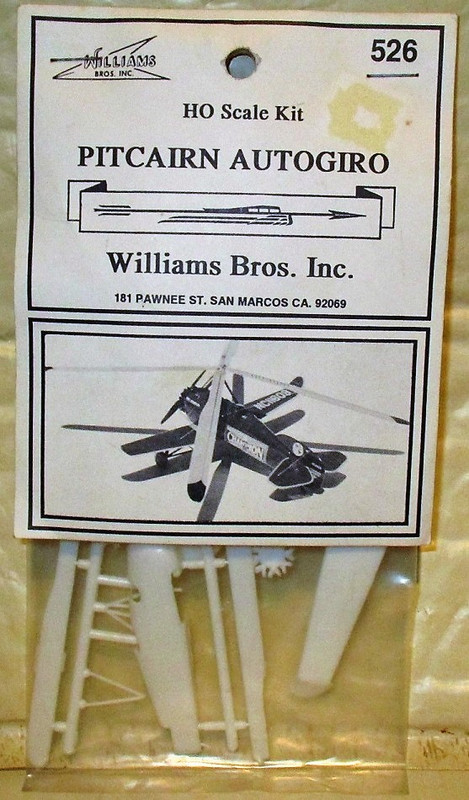 WILLIAMS
BROS. INC.
526
HO Scale Kit
PITCAIRN AUTOGIRO
Williams Bros. Inc.
181 PAWNEE ST. SAN MARCOS CA. 92069
CHAMPION